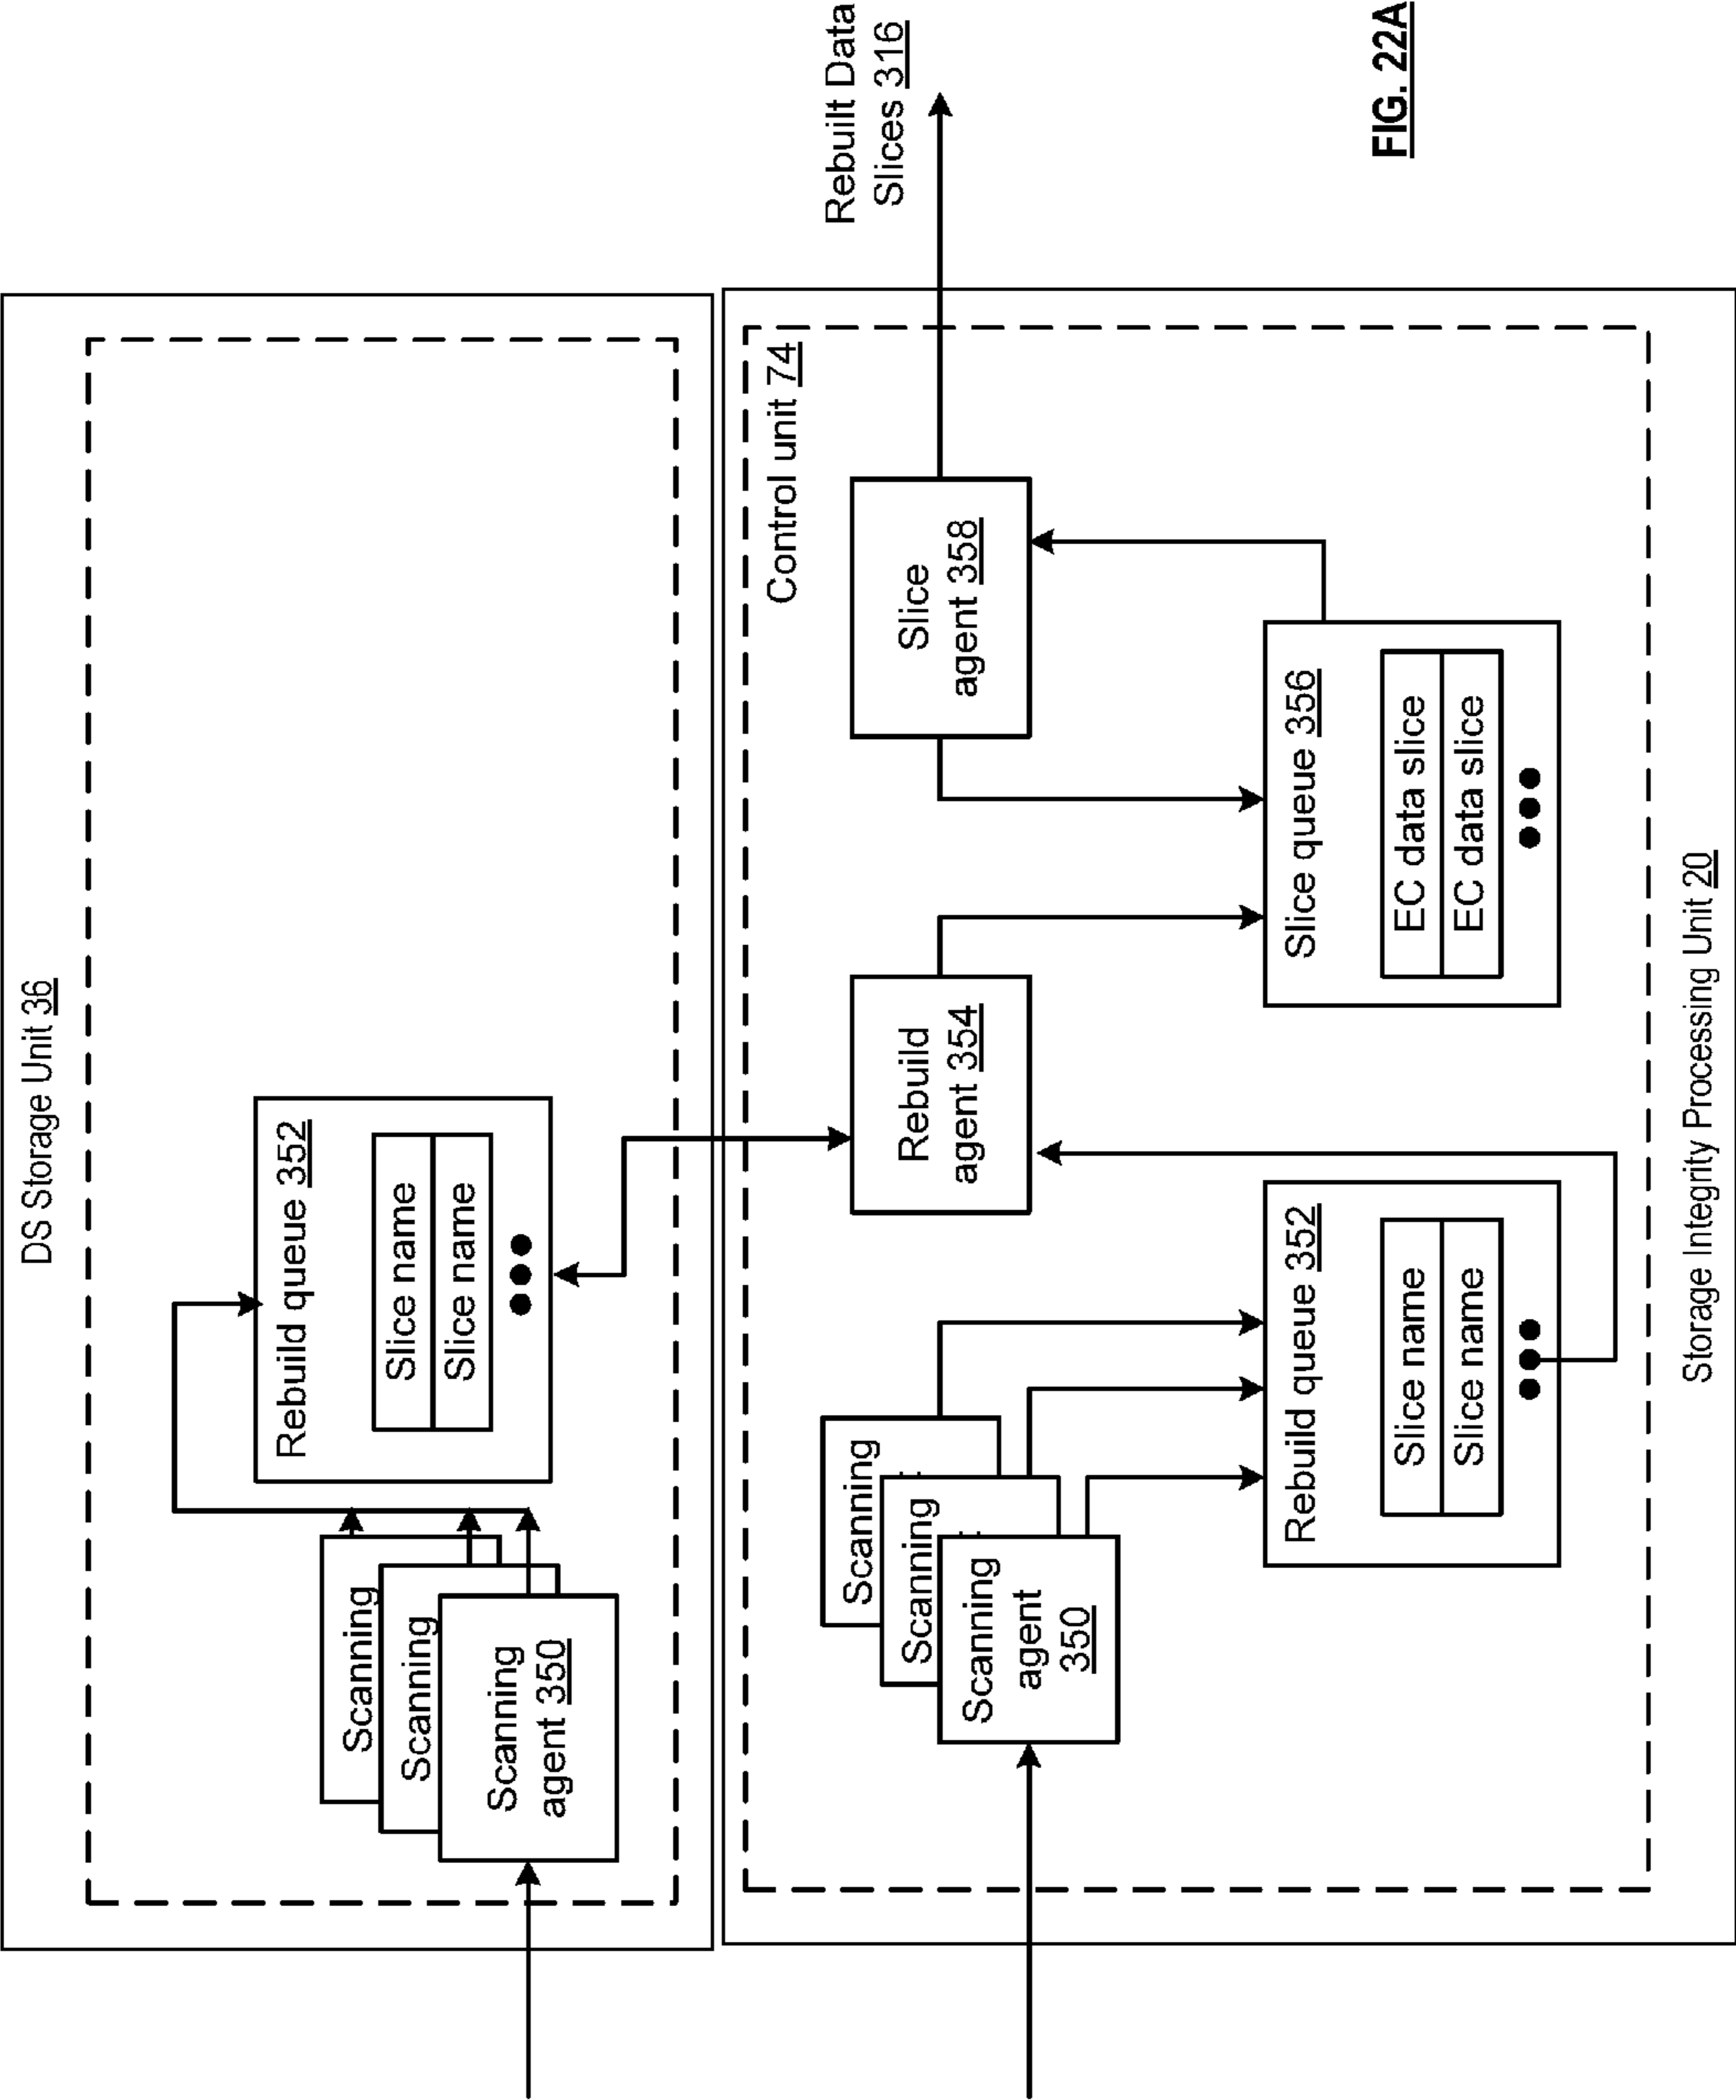 DS Storage Unit 36
Scanning
Scanning
Scanning
agent 350
Rebuild queue 352
Slice name
Slice name
Control unit 74
Scanning
Scanning
Scanning
agent
350
Rebuild queue 352
Slice name
Slice name
Rebuild
agent 354
Slice
agent 358
Slice queue 356
EC data slice
EC data slice
Rebuilt Data
Slices 316
Storage Integrity Processing Unit 20
FIG. 22A